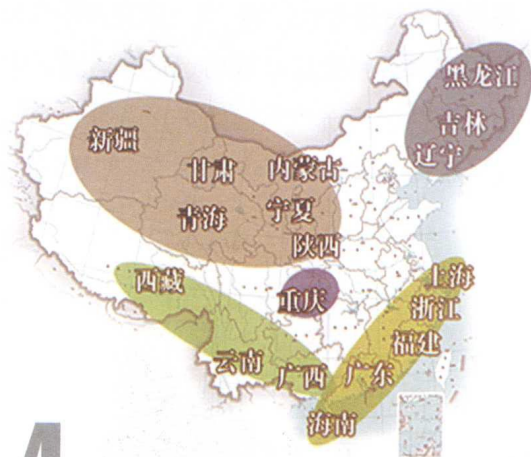 黑龙江
吉林
辽宁
新疆
甘肃
内蒙古
青海
宁夏
陕西
西藏
重庆
上海
浙江
福建
云南
广西
广东
海南
4